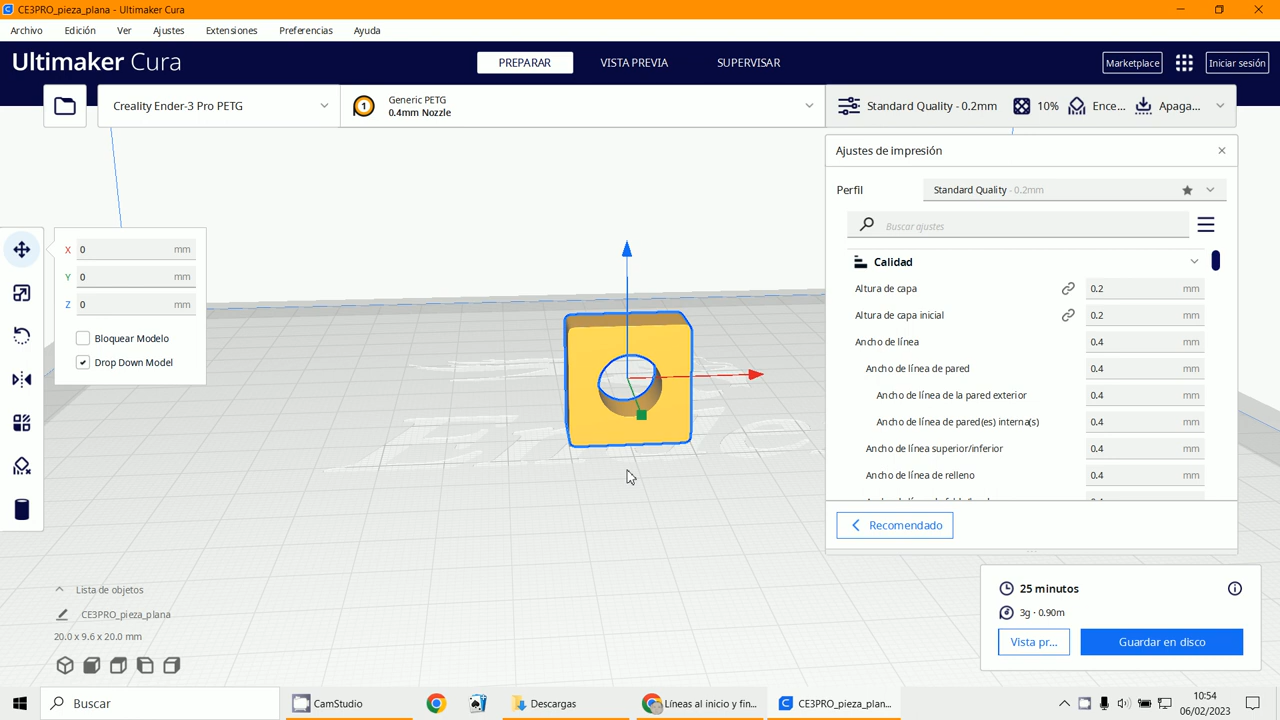 CE3PRO_pieza_plana - Ultimaker Cura
Archivo Edición Ver Ajustes Extensiones Preferencias Ayuda
Ultimaker Cura
PREPARAR VISTA PREVIA SUPERVISAR
Marketplace Iniciar sesión
Creality Ender-3 Pro PETG
1
Generic PETG
0.4mm Nozzle
Standard Quality - 0.2mm 10% Ence... Apaga...
Ajustes de impresión
Perfil Standard Quality - 0.2mm
Buscar ajustes
Calidad
Altura de capa 0.2 mm
Altura de capa inicial 0.2 mm
Ancho de línea 0.4 mm
Ancho de línea de pared 0.4 mm
Ancho de línea de la pared exterior 0.4 mm
Ancho de línea de pared(es) interna(s) 0.4 mm
Ancho de línea superior/inferior 0.4 mm
Ancho de línea de relleno 0.4 mm
Recomendado
X 0 mm
Y 0 mm
Z 0 mm
Bloquear Modelo
Drop Down Model
Lista de objetos
CE3PRO_pieza_plana
20.0 x 9.6 x 20.0 mm
25 minutos
3g · 0.90m
Vista pr... Guardar en disco
Buscar
CamStudio
Descargas
Líneas al inicio y fin...
CE3PRO_pieza_plan...
10:54
06/02/2023